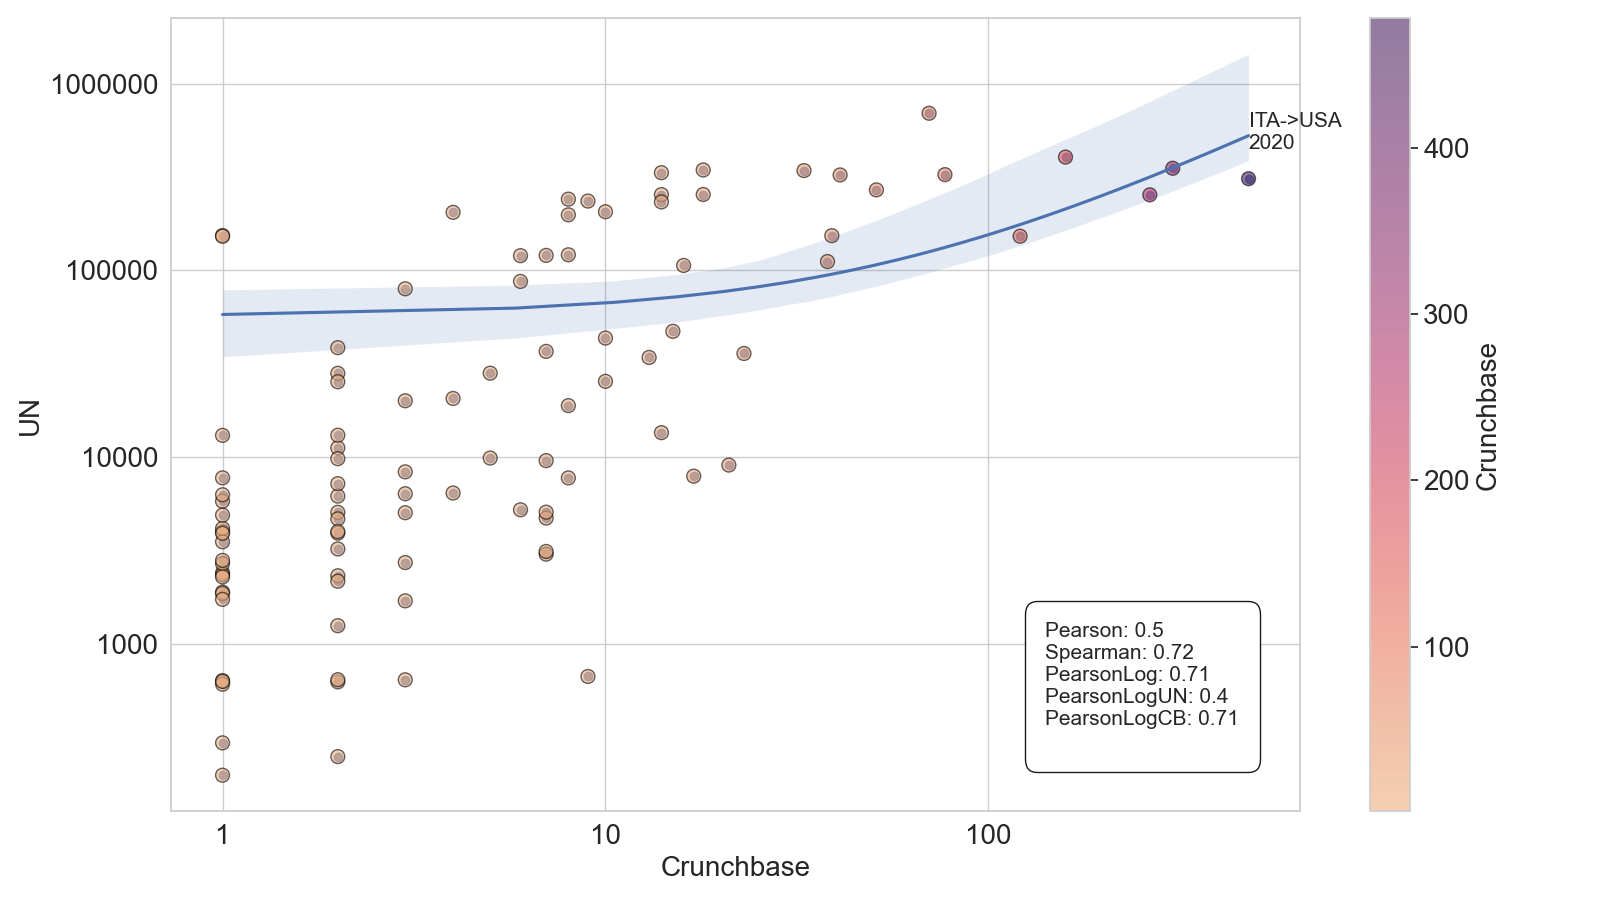 1000000
100000
10000
1000
UN
1
10
100
Crunchbase
ITA->USA
2020
Pearson: 0.5
Spearman: 0.72
PearsonLog: 0.71
PearsonLogUN: 0.4
PearsonLogCB: 0.71
400
300
200
100
Crunchbase